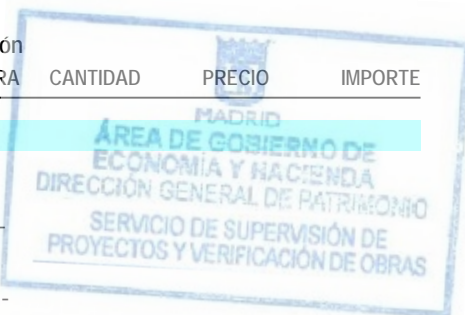 ón
RA CANTIDAD PRECIO IMPORTE
MADRID
ÁREA DE GOBIERNO DE
ECONOMÍA Y HACIENDA
DIRECCIÓN GENERAL DE PATRIMONIO
SERVICIO DE SUPERVISIÓN DE
PROYECTOS Y VERIFICACIÓN DE OBRAS